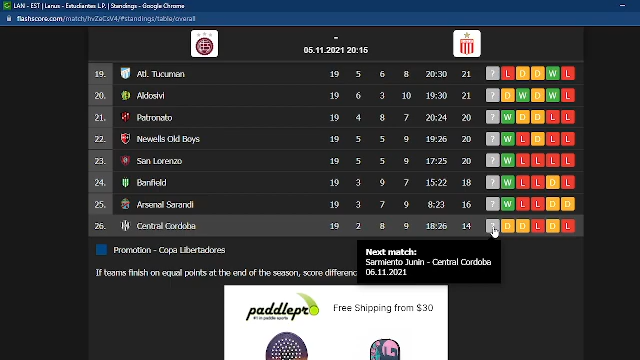 LAN - EST | Lanus - Estudiantes L.P. | Standings - Google Chrome
flashscore.com/match/hvZeCsV4/#standings/table/overall
-
05.11.2021 20:15
19. Atl. Tucuman 19 5 6 8 20:30 21 ? L D D W L
20. Aldosivi 19 6 3 10 19:30 21 ? D W D W L
21. Patronato 19 4 8 7 20:24 20 ? W D D L L
22. Newells Old Boys 19 5 5 9 19:26 20 ? W L D L L
23. San Lorenzo 19 5 5 9 17:25 20 ? W L L L L
24. Banfield 19 3 9 7 15:22 18 ? W L L D L
25. Arsenal Sarandi 19 3 7 9 8:23 16 ? W L L D D
26. Central Cordoba 19 2 8 9 18:26 14 ? D D L D L
Promotion - Copa Libertadores
Next match:
Sarmiento Junin - Central Cordoba
06.11.2021
If teams finish on equal points at the end of the season, score differenc
paddlepro
#1 in paddle sports
Free Shipping from $30